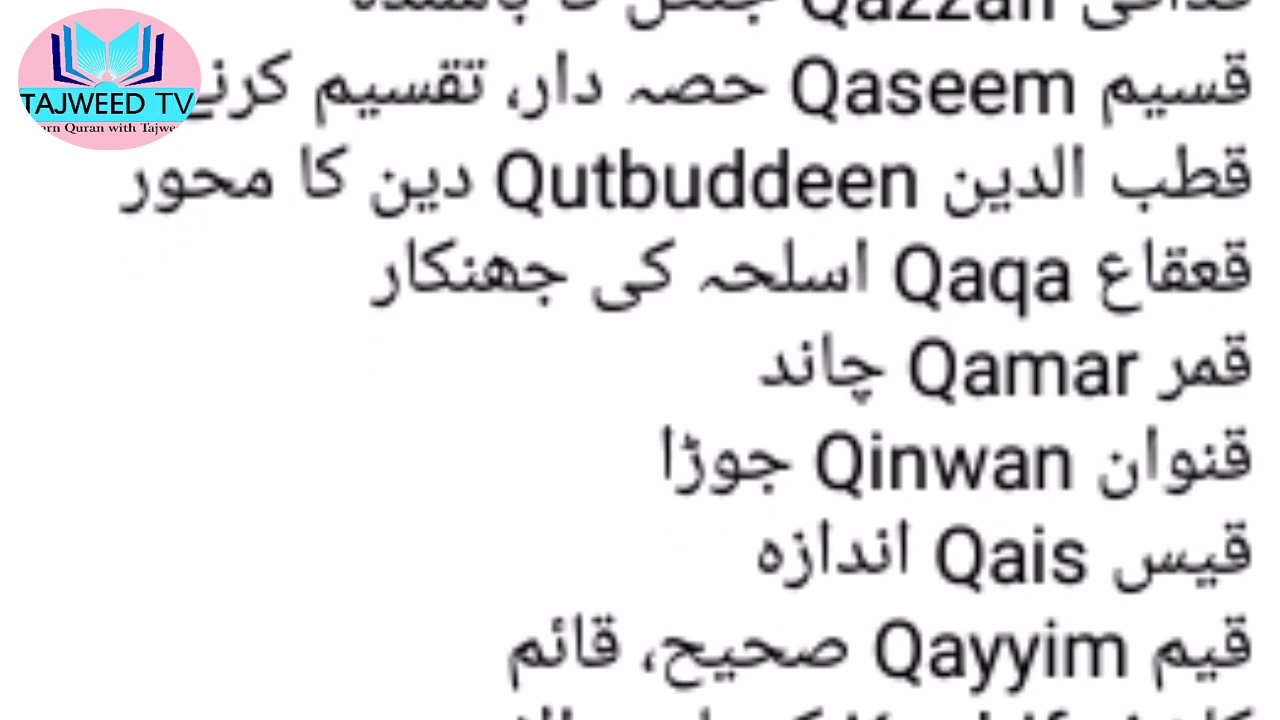 TAJWEED TV
قسیم Qaseem حصہ دار، تقسیم کرنے
قطب الدین Qutbuddeen دین کا محور
قعقاع Qaqa اسلحہ کی جھنکار
قمر Qamar چاند
قنوان Qinwan جوڑا
قیس Qais اندازہ
قیم Qayyim صحیح، قائم